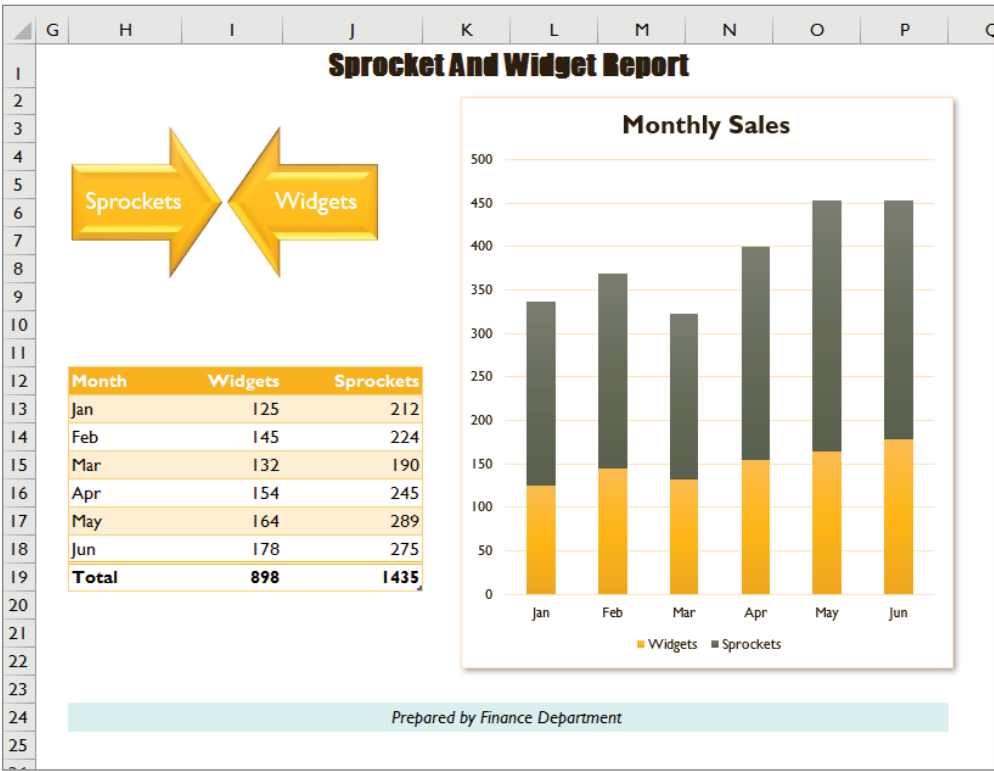 G H I J K L M N O P Q
1 Sprocket And Widget Report
2
3 Monthly Sales
4
5
6 Sprockets Widgets
7
8
9
10
11
12 Month Widgets Sprockets
13 Jan 125 212
14 Feb 145 224
15 Mar 132 190
16 Apr 154 245
17 May 164 289
18 Jun 178 275
19 Total 898 1435
20
21
22
23
24 Prepared by Finance Department
25
500
450
400
350
300
250
200
150
100
50
0
Jan Feb Mar Apr May Jun
Widgets Sprockets